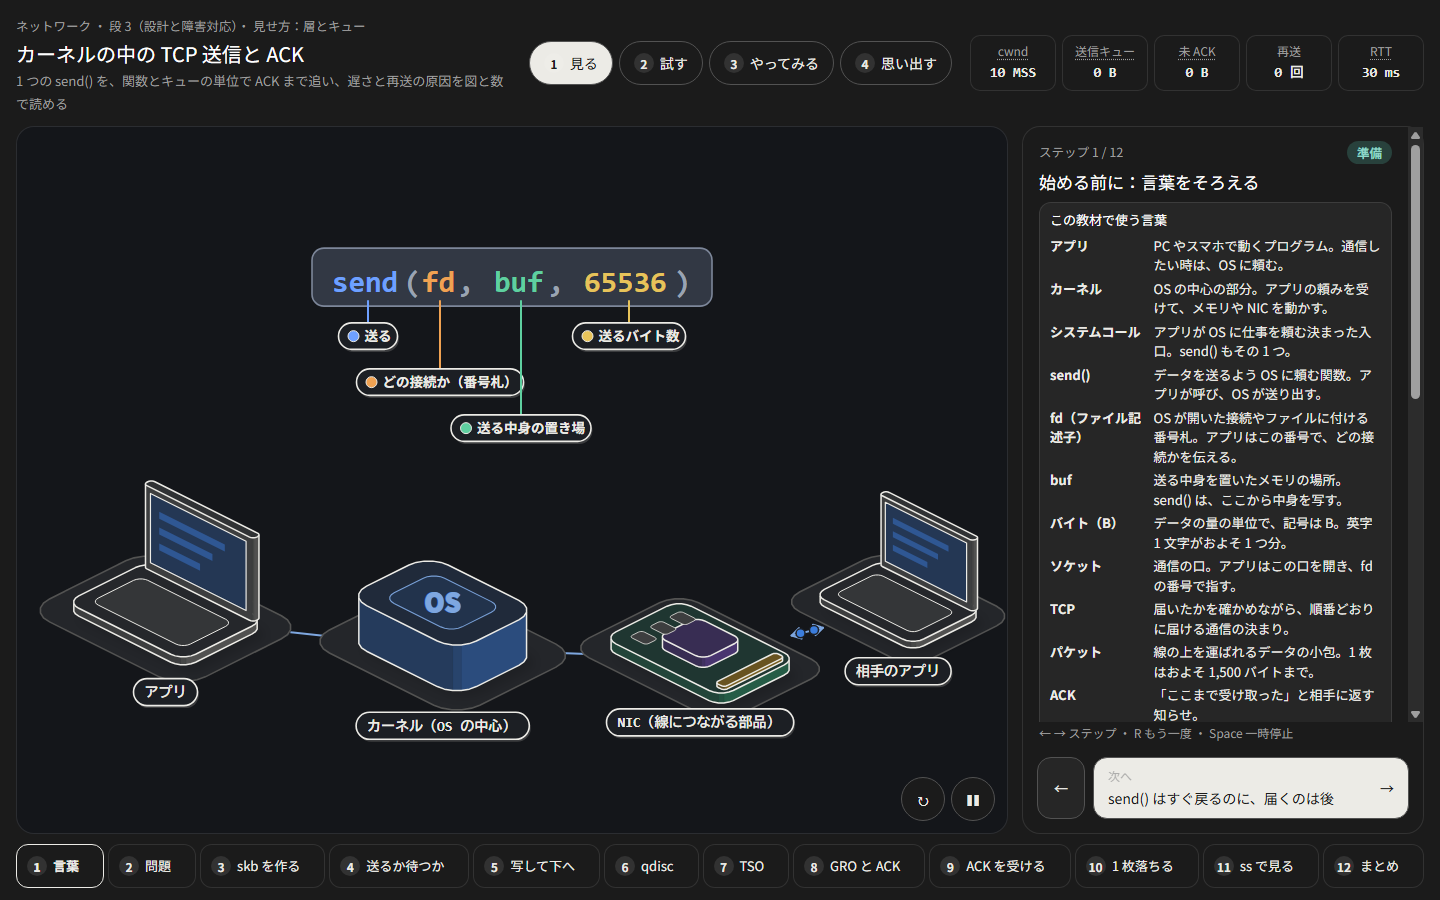 ネットワーク ・ 段 3（設計と障害対応）・ 見せ方：層とキュー
カーネルの中の TCP 送信と ACK
1 つの send() を、関数とキューの単位で ACK まで追い、遅さと再送の原因を図と数
で読める
1 見る
2 試す
3 やってみる
4 思い出す
cwnd
10 MSS
送信キュー
0 B
未 ACK
0 B
再送
0 回
RTT
30 ms
send(fd, buf, 65536 )
送る
送るバイト数
どの接続か（番号札）
送る中身の置き場
OS
アプリ
カーネル（OS の中心）
NIC（線につながる部品）
相手のアプリ
↻
ステップ 1 / 12
準備
始める前に：言葉をそろえる
この教材で使う言葉
アプリ
PC やスマホで動くプログラム。通信し
たい時は、OS に頼む。
カーネル
OS の中心の部分。アプリの頼みを受
けて、メモリや NIC を動かす。
システムコール
アプリが OS に仕事を頼む決まった入
口。send() もその 1 つ。
send()
データを送るよう OS に頼む関数。ア
プリが呼び、OS が送り出す。
fd（ファイル記
述子）
OS が開いた接続やファイルに付ける
番号札。アプリはこの番号で、どの接
続かを伝える。
buf
送る中身を置いたメモリの場所。
send() は、ここから中身を写す。
バイト（B）
データの量の単位で、記号は B。英字
1 文字がおよそ 1 つ分。
ソケット
通信の口。アプリはこの口を開き、fd
の番号で指す。
TCP
届いたかを確かめながら、順番どおり
に届ける通信の決まり。
パケット
線の上を運ばれるデータの小包。1 枚
はおよそ 1,500 バイトまで。
ACK
「ここまで受け取った」と相手に返す
知らせ。
← → ステップ ・ R もう一度 ・ Space 一時停止
←
次へ
send() はすぐ戻るのに、届くのは後
→
1 言葉
2 問題
3 skb を作る
4 送るか待つか
5 写して下へ
6 qdisc
7 TSO
8 GRO と ACK
9 ACK を受ける
10 1 枚落ちる
11 ss で見る
12 まとめ